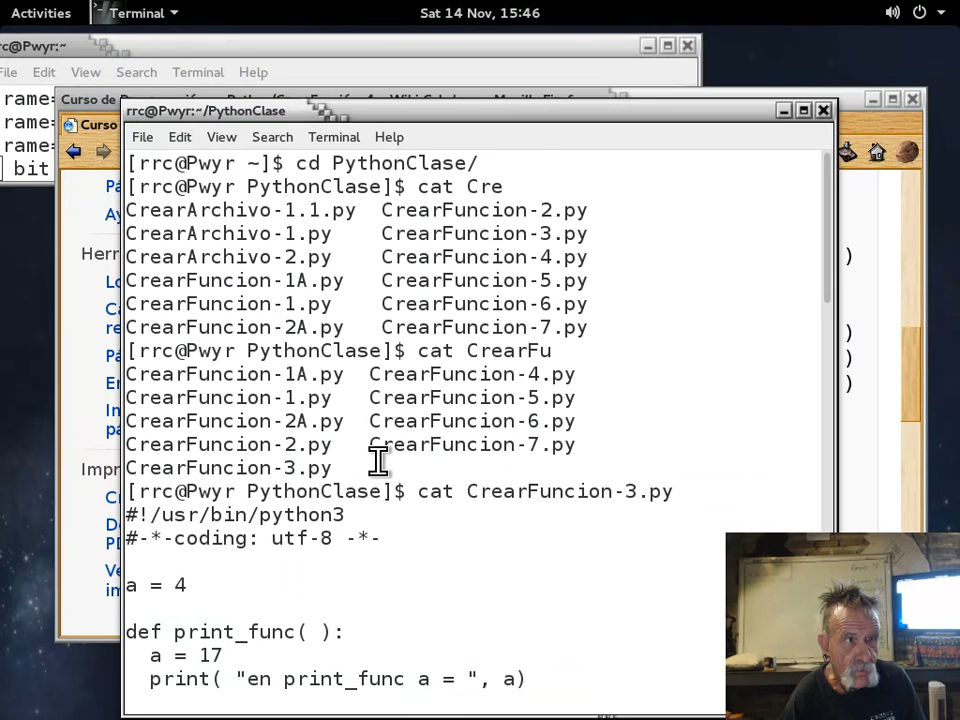 Activities Terminal Sat 14 Nov, 15:46
rc@Pwyr:~
File Edit View Search Terminal Help
rame=
rame=
rame=
bit
Curso de
Curso
Herr
Impr
rrc@Pwyr:~/PythonClase
File Edit View Search Terminal Help
[rrc@Pwyr ~]$ cd PythonClase/
[rrc@Pwyr PythonClase]$ cat Cre
CrearArchivo-1.1.py CrearFuncion-2.py
CrearArchivo-1.py CrearFuncion-3.py
CrearArchivo-2.py CrearFuncion-4.py
CrearFuncion-1A.py CrearFuncion-5.py
CrearFuncion-1.py CrearFuncion-6.py
CrearFuncion-2A.py CrearFuncion-7.py
[rrc@Pwyr PythonClase]$ cat CrearFu
CrearFuncion-1A.py CrearFuncion-4.py
CrearFuncion-1.py CrearFuncion-5.py
CrearFuncion-2A.py CrearFuncion-6.py
CrearFuncion-2.py CrearFuncion-7.py
CrearFuncion-3.py
[rrc@Pwyr PythonClase]$ cat CrearFuncion-3.py
#!/usr/bin/python3
#-*-coding: utf-8 -*-
a = 4
def print_func( ):
a = 17
print( "en print_func a = ", a)